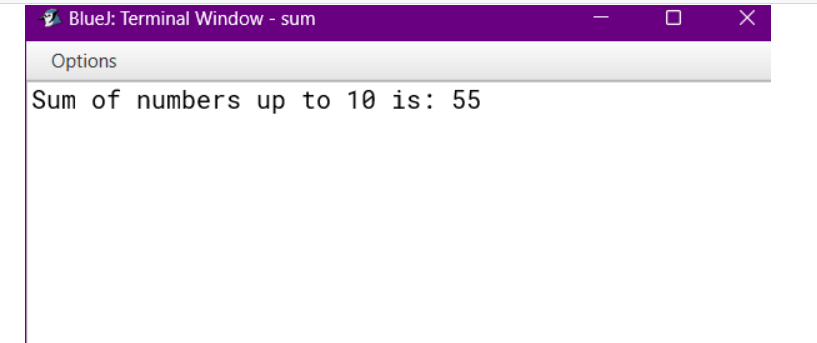 BlueJ: Terminal Window - sum
Options
Sum of numbers up to 10 is: 55